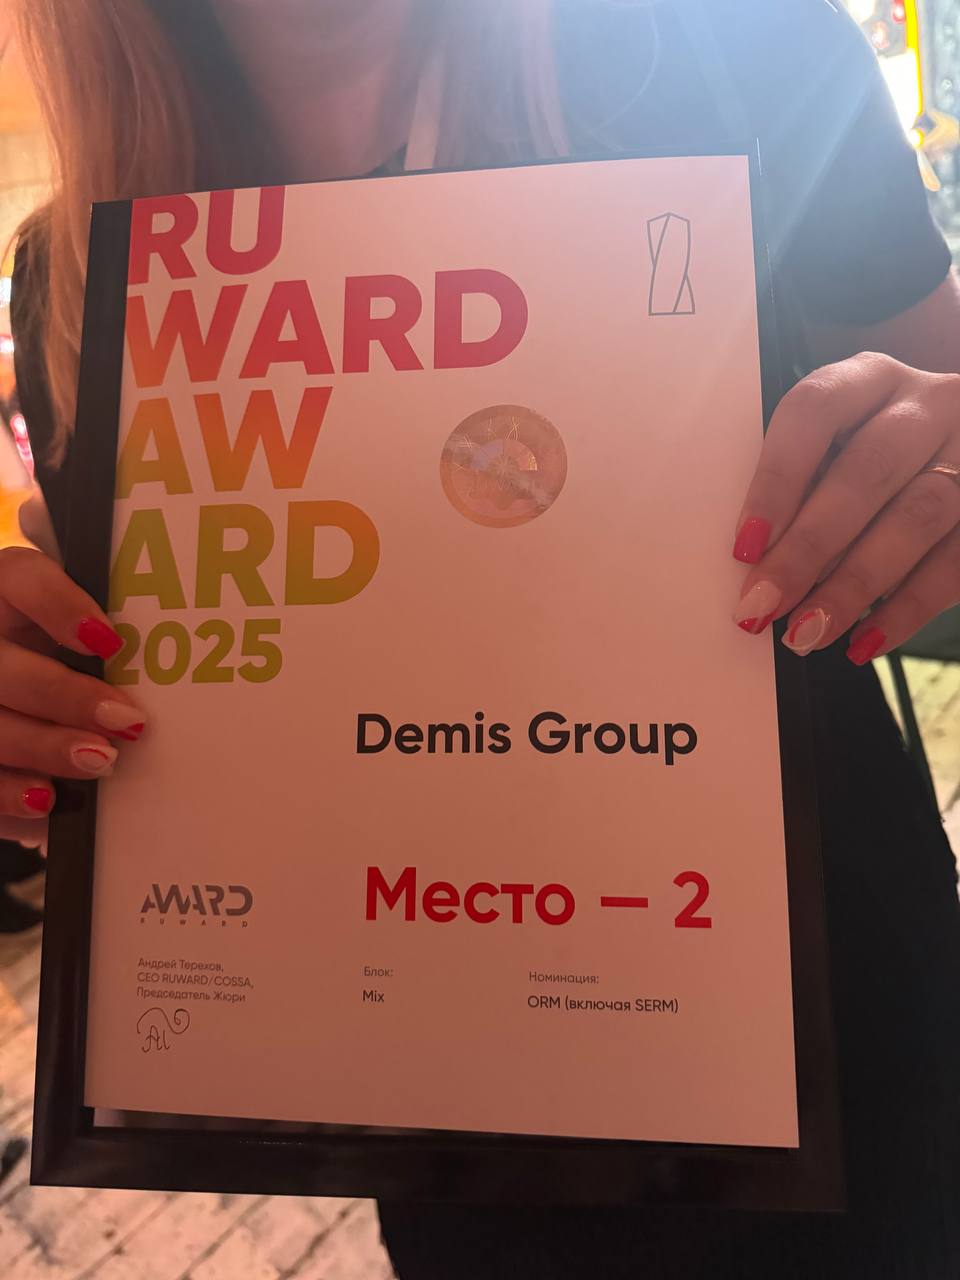 RU
WARD
AW
ARD
2025
Demis Group
Место — 2
AWARD
RUWARD
Андрей Терехов,
CEO RUWARD/COSSA,
Председатель Жюри
Блок:
Mix
Номинация:
ORM (включая SERM)